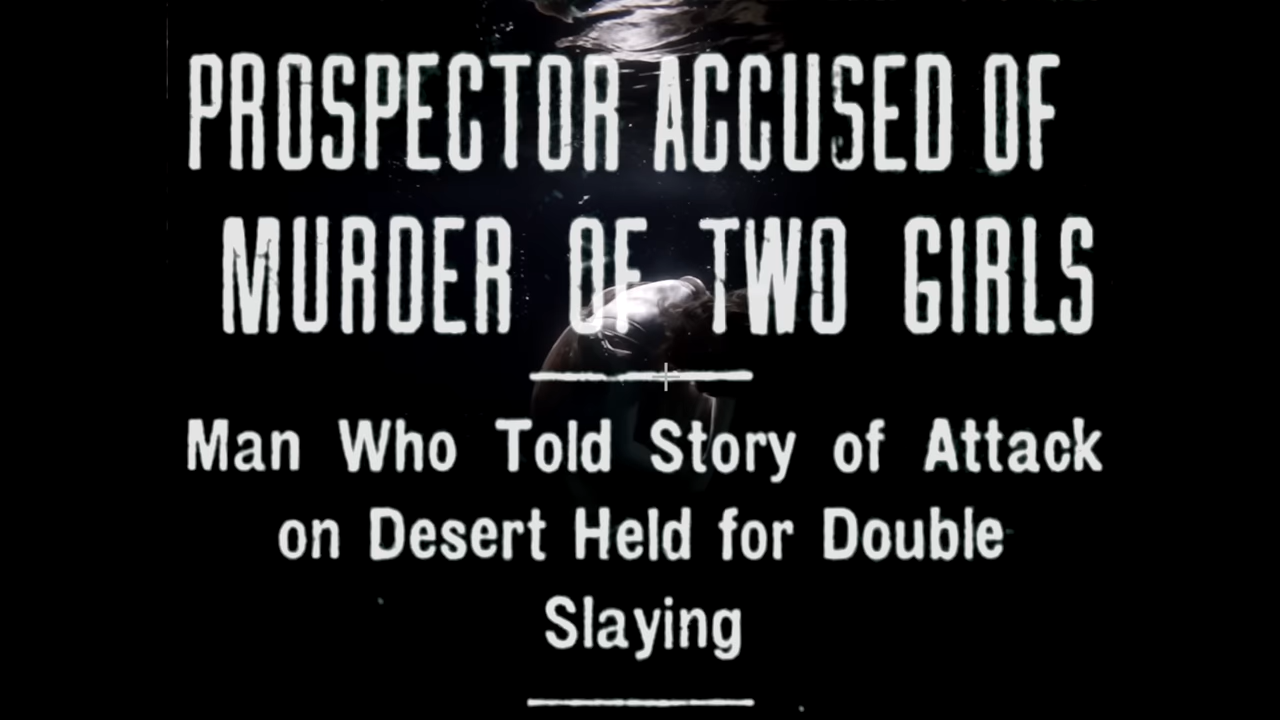 PROSPECTOR ACCUSED OF
MURDER OF TWO GIRLS
Man Who Told Story of Attack
on Desert Held for Double
Slaying